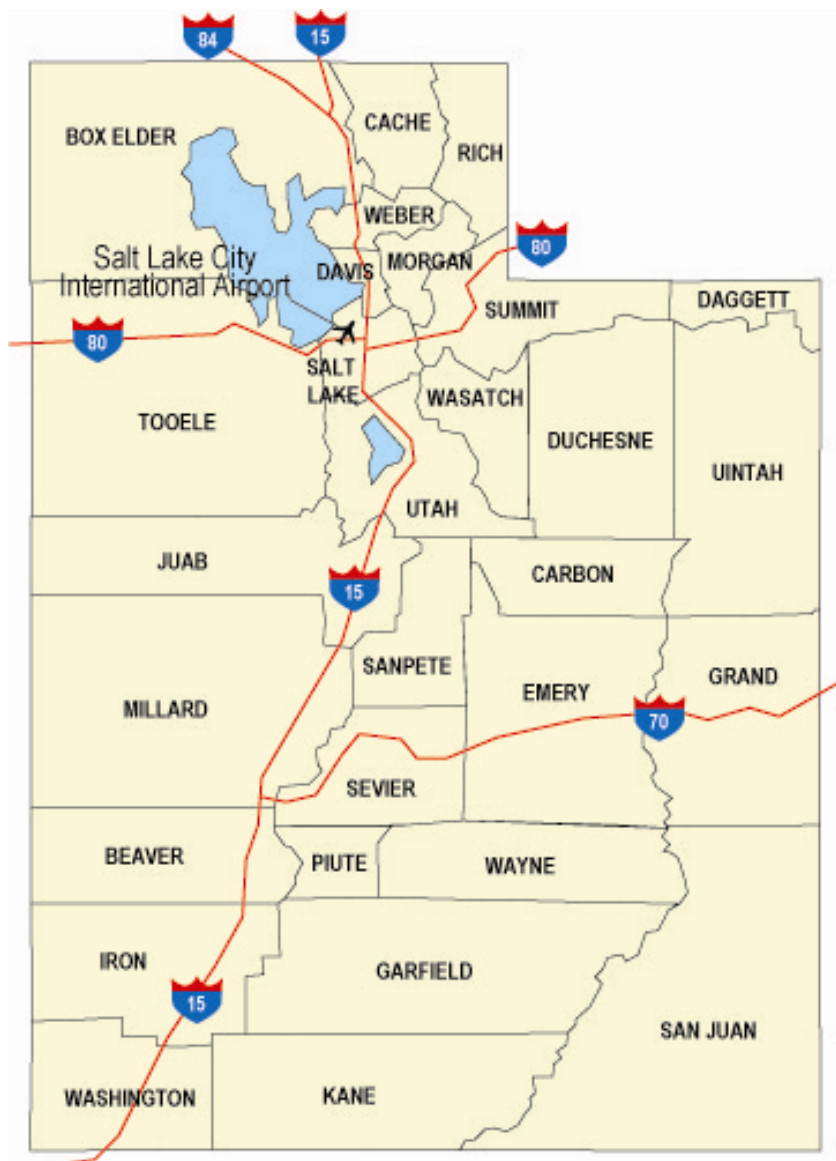 84
15
CACHE
BOX ELDER
RICH
WEBER
80
Salt Lake City
International Airport
DAVIS
MORGAN
SUMMIT
DAGGETT
80
SALT
LAKE
WASATCH
TOOELE
DUCHESNE
UINTAH
UTAH
JUAB
CARBON
15
SANPETE
GRAND
EMERY
MILLARD
70
SEVIER
BEAVER
PIUTE
WAYNE
IRON
GARFIELD
15
SAN JUAN
WASHINGTON
KANE